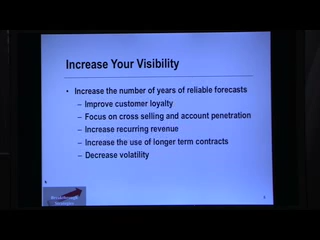 Increase Your Visibility
• Increase the number of years of reliable forecasts
– Improve customer loyalty
– Focus on cross selling and account penetration
– Increase recurring revenue
– Increase the use of longer term contracts
– Decrease volatility